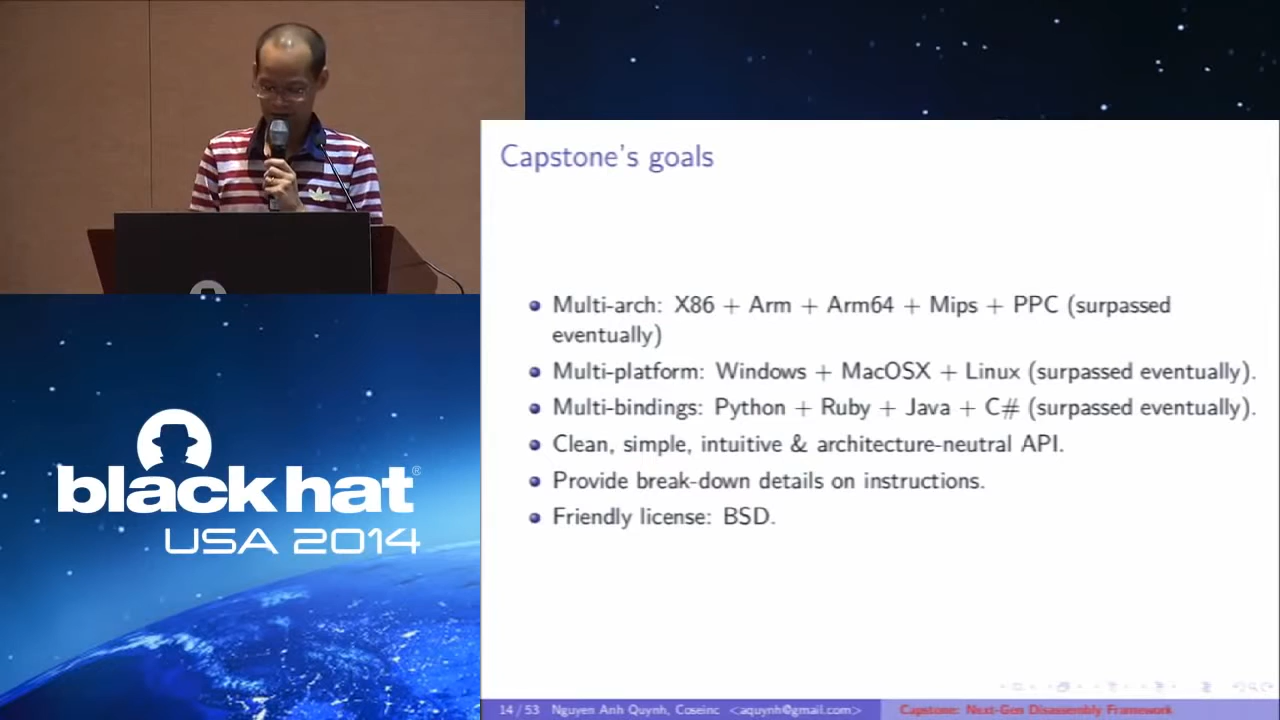 Capstone's goals
Multi-arch: X86 + Arm + Arm64 + Mips + PPC (surpassed
eventually)
Multi-platform: Windows + MacOSX + Linux (surpassed eventually).
Multi-bindings: Python + Ruby + Java + C# (surpassed eventually).
Clean, simple, intuitive & architecture-neutral API.
Provide break-down details on instructions.
Friendly license: BSD.
black hat®
USA 2014
14 / 53 Nguyen Anh Quynh, Coseinc <aquynh@gmail.com> Capstone: Next-Gen Disassembly Framework